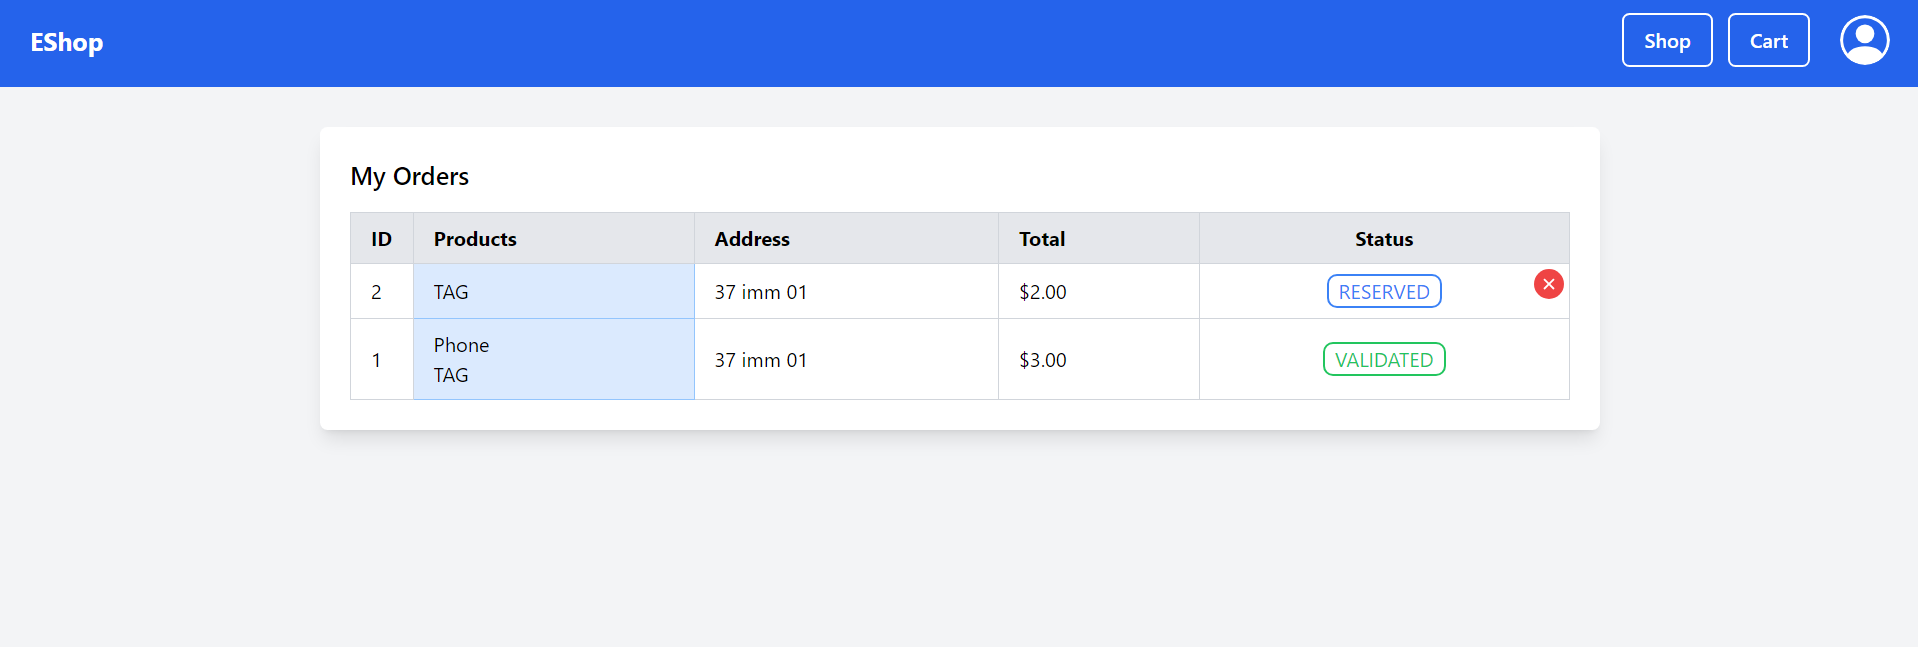 EShop
Shop
Cart
My Orders
ID Products Address Total Status
2 TAG 37 imm 01 $2.00 RESERVED
1 Phone TAG 37 imm 01 $3.00 VALIDATED